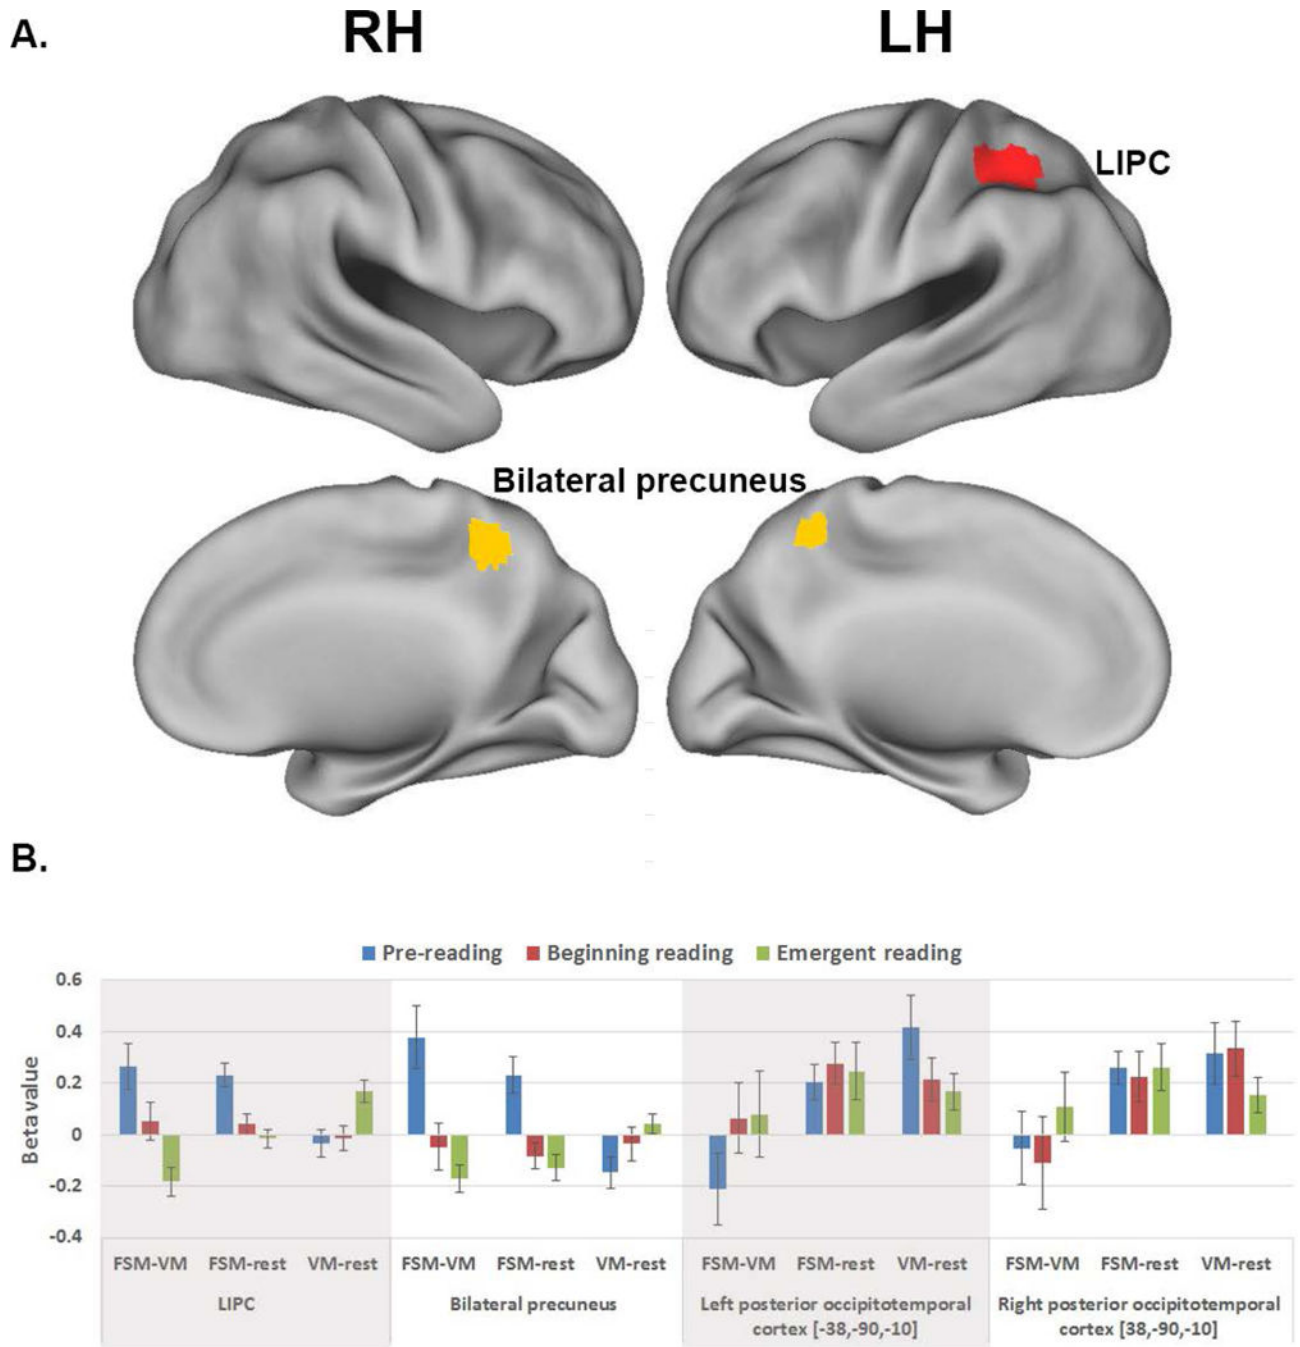 A.
RH
LH
LIPC
Bilateral precuneus
B.
Pre-reading
Beginning reading
Emergent reading
0.6
0.4
0.2
0
-0.2
-0.4
Beta value
FSM-VM FSM-rest VM-rest FSM-VM FSM-rest VM-rest FSM-VM FSM-rest VM-rest FSM-VM FSM-rest VM-rest
LIPC
Bilateral precuneus
Left posterior occipitotemporal
cortex [-38,-90,-10]
Right posterior occipitotemporal
cortex [38,-90,-10]